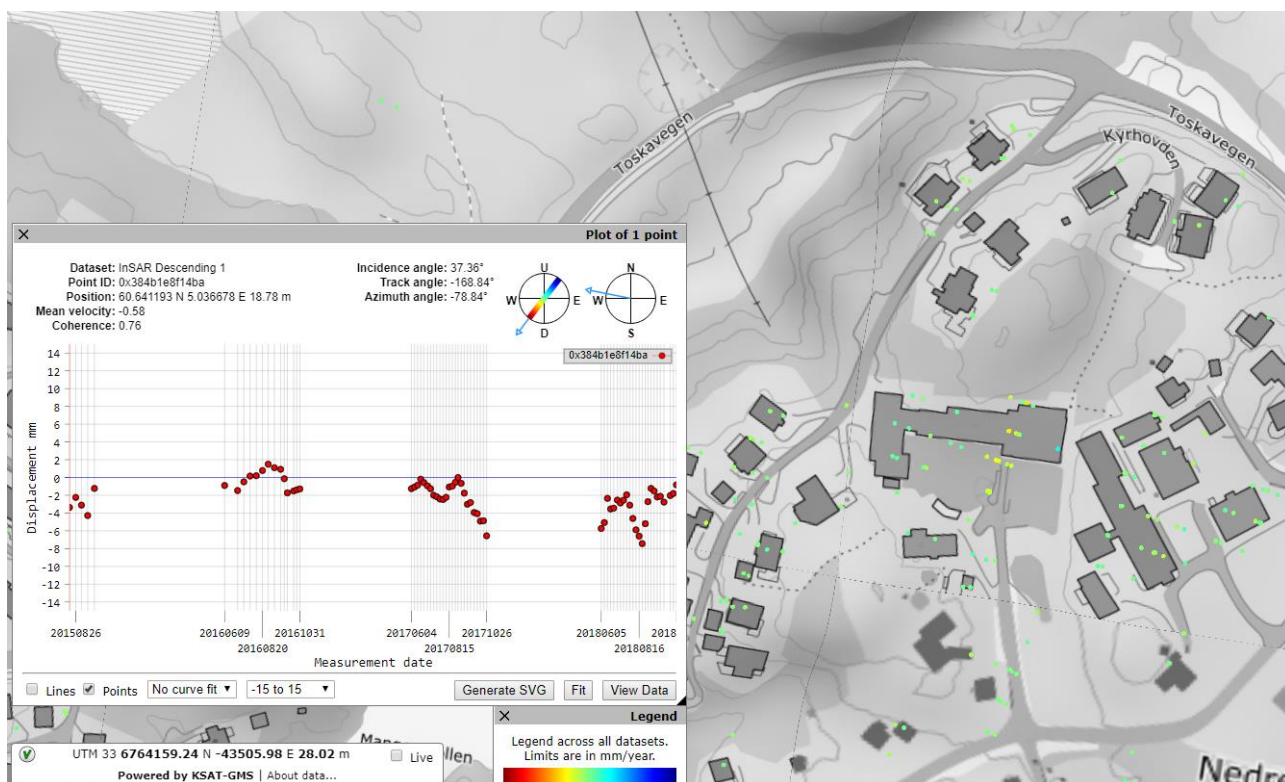 Toskavegen
Toskavegen
Kyrhovden
× Plot of 1 point
Dataset: InSAR Descending 1
Point ID: 0x384b1e8f14ba
Position: 60.641193 N 5.036678 E 18.78 m
Mean velocity: -0.58
Coherence: 0.76
Incidence angle: 37.36°
Track angle: -168.84°
Azimuth angle: -78.84°
U
W E
D
N
W E
S
0x384b1e8f14ba
14
12
10
8
6
4
2
0
-2
-4
-6
-8
-10
-12
-14
Displacement mm
20150826 20160609 20161031 20170604 20171026 20180605 2018
20160820 20170815 20180816
Measurement date
Lines Points No curve fit ▼ -15 to 15 ▼ Generate SVG Fit View Data
× Legend
Legend across all datasets.
Limits are in mm/year.
UTM 33 6764159.24 N -43505.98 E 28.02 m Live
Powered by KSAT-GMS | About data...
llen
Nedr